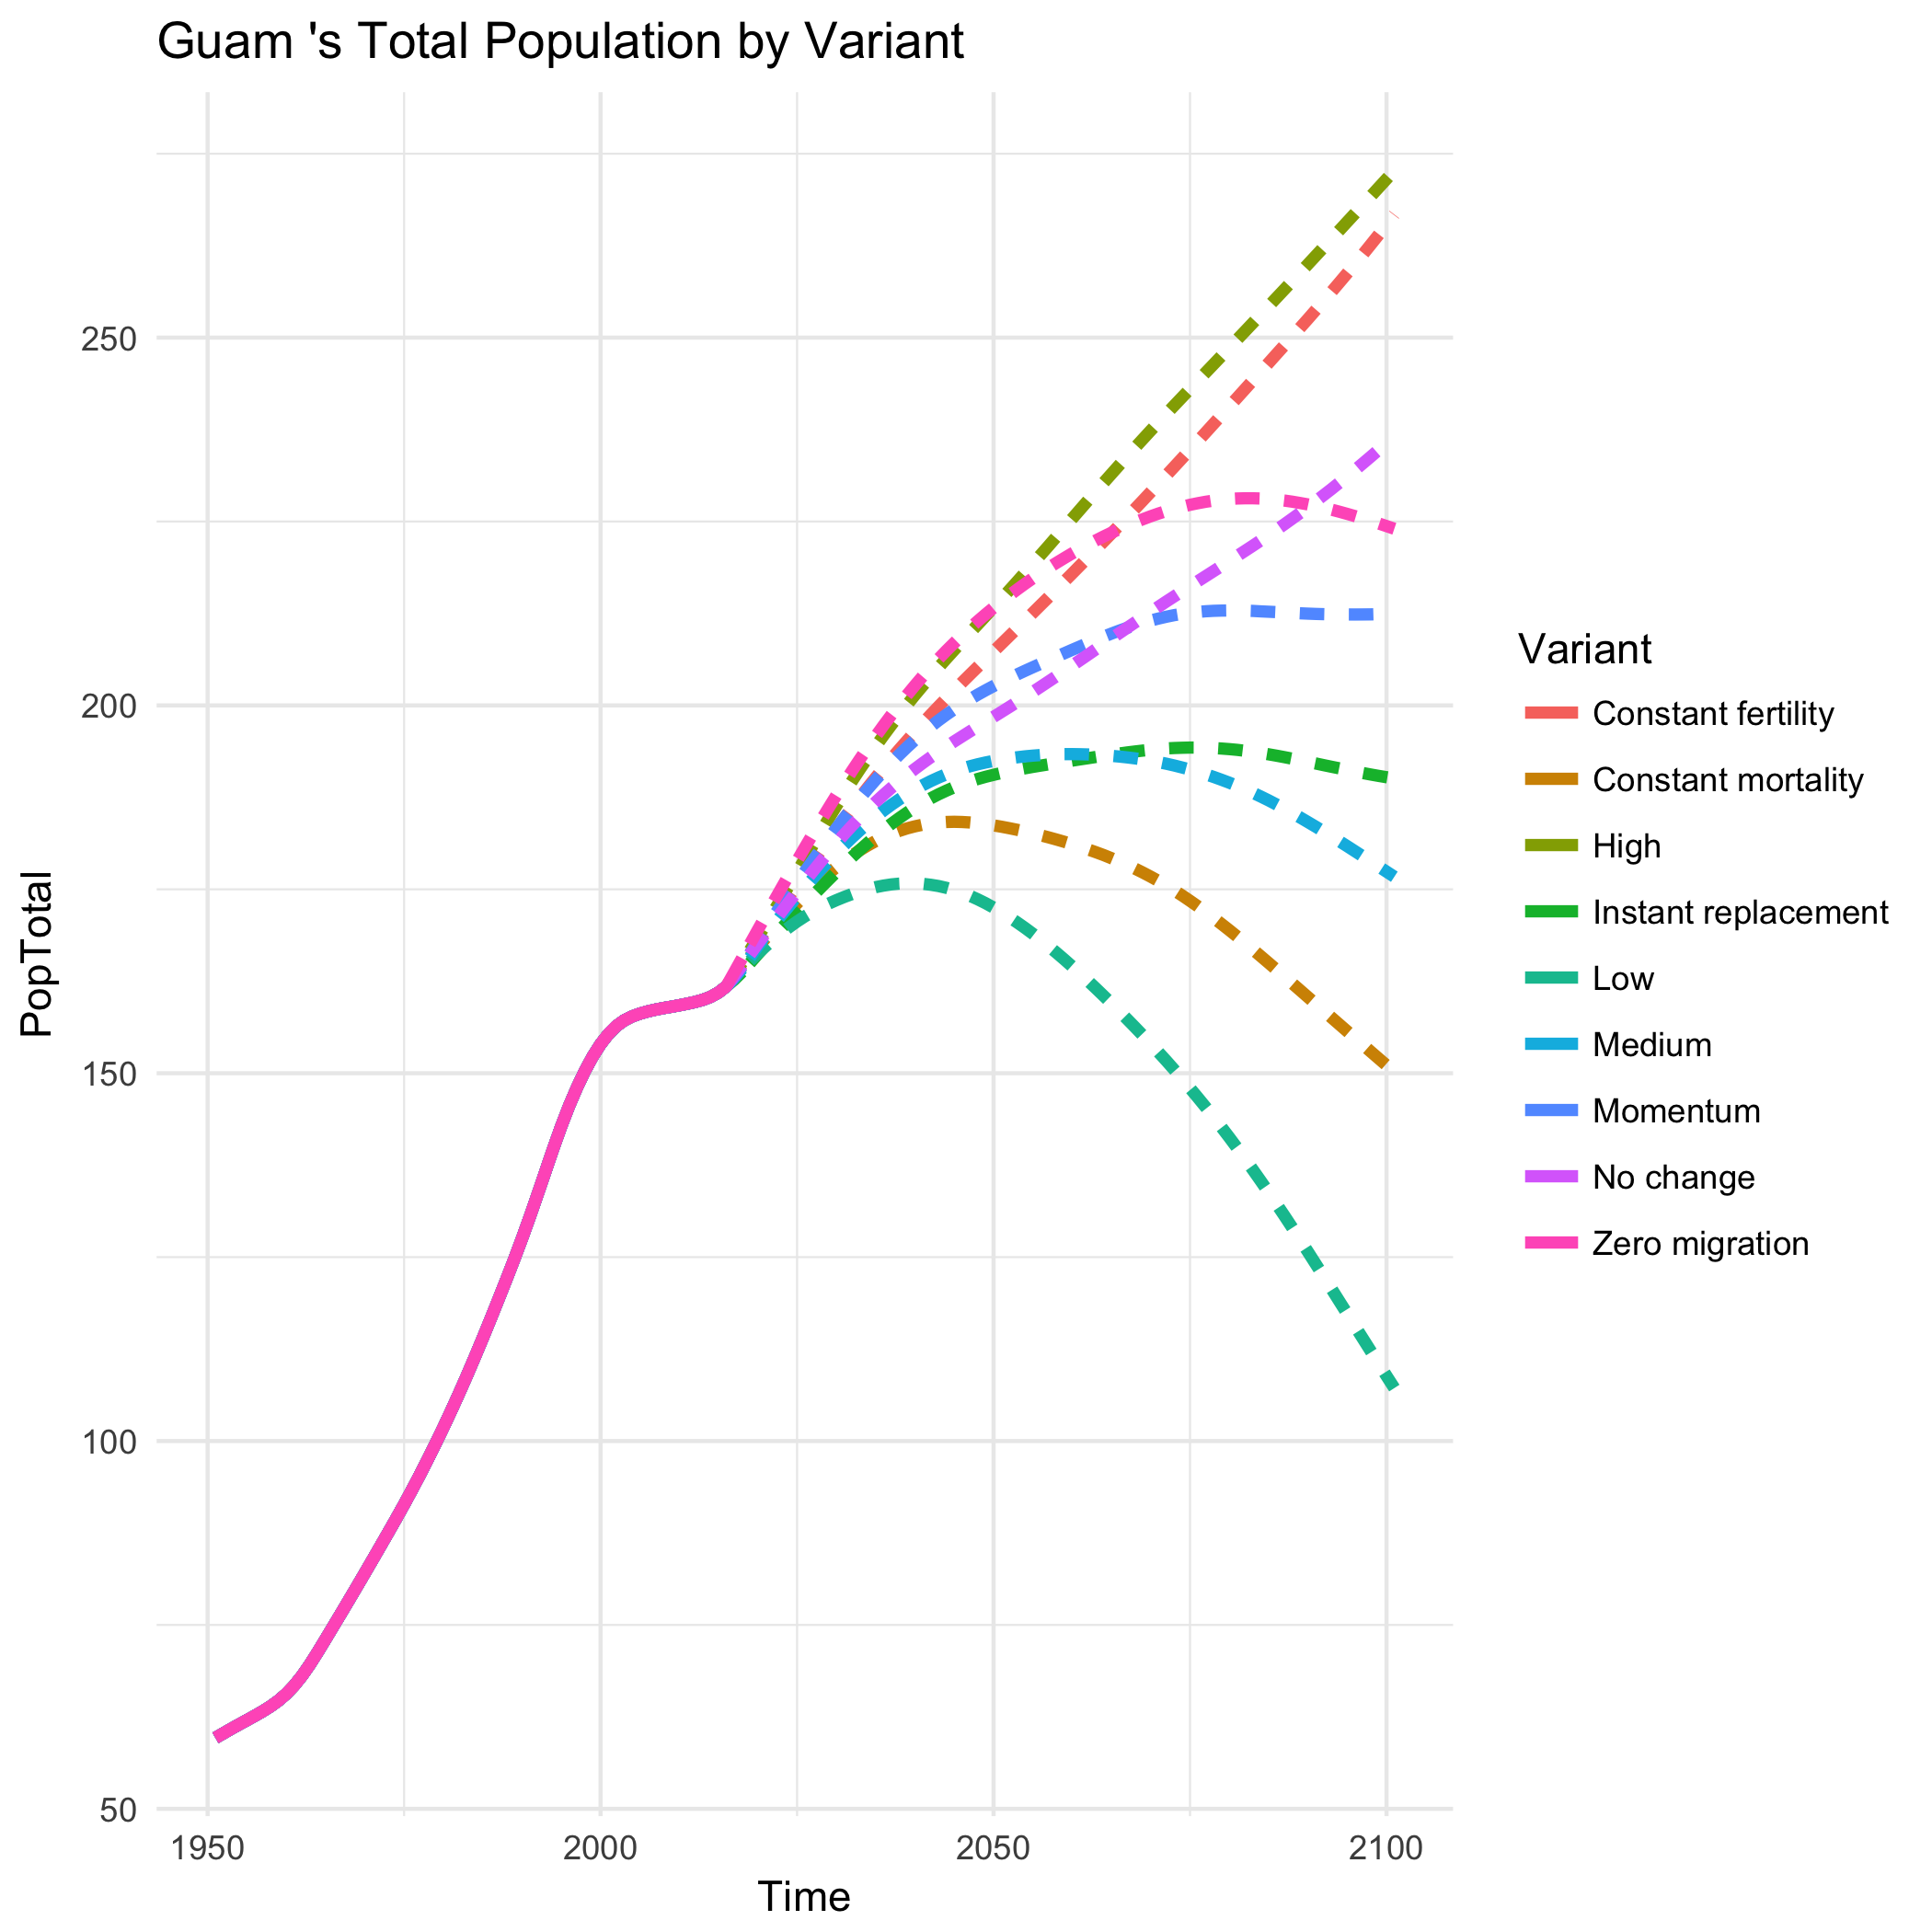 Guam 's Total Population by Variant
PopTotal
250
200
150
100
50
1950 2000 2050 2100
Time
Variant
Constant fertility
Constant mortality
High
Instant replacement
Low
Medium
Momentum
No change
Zero migration